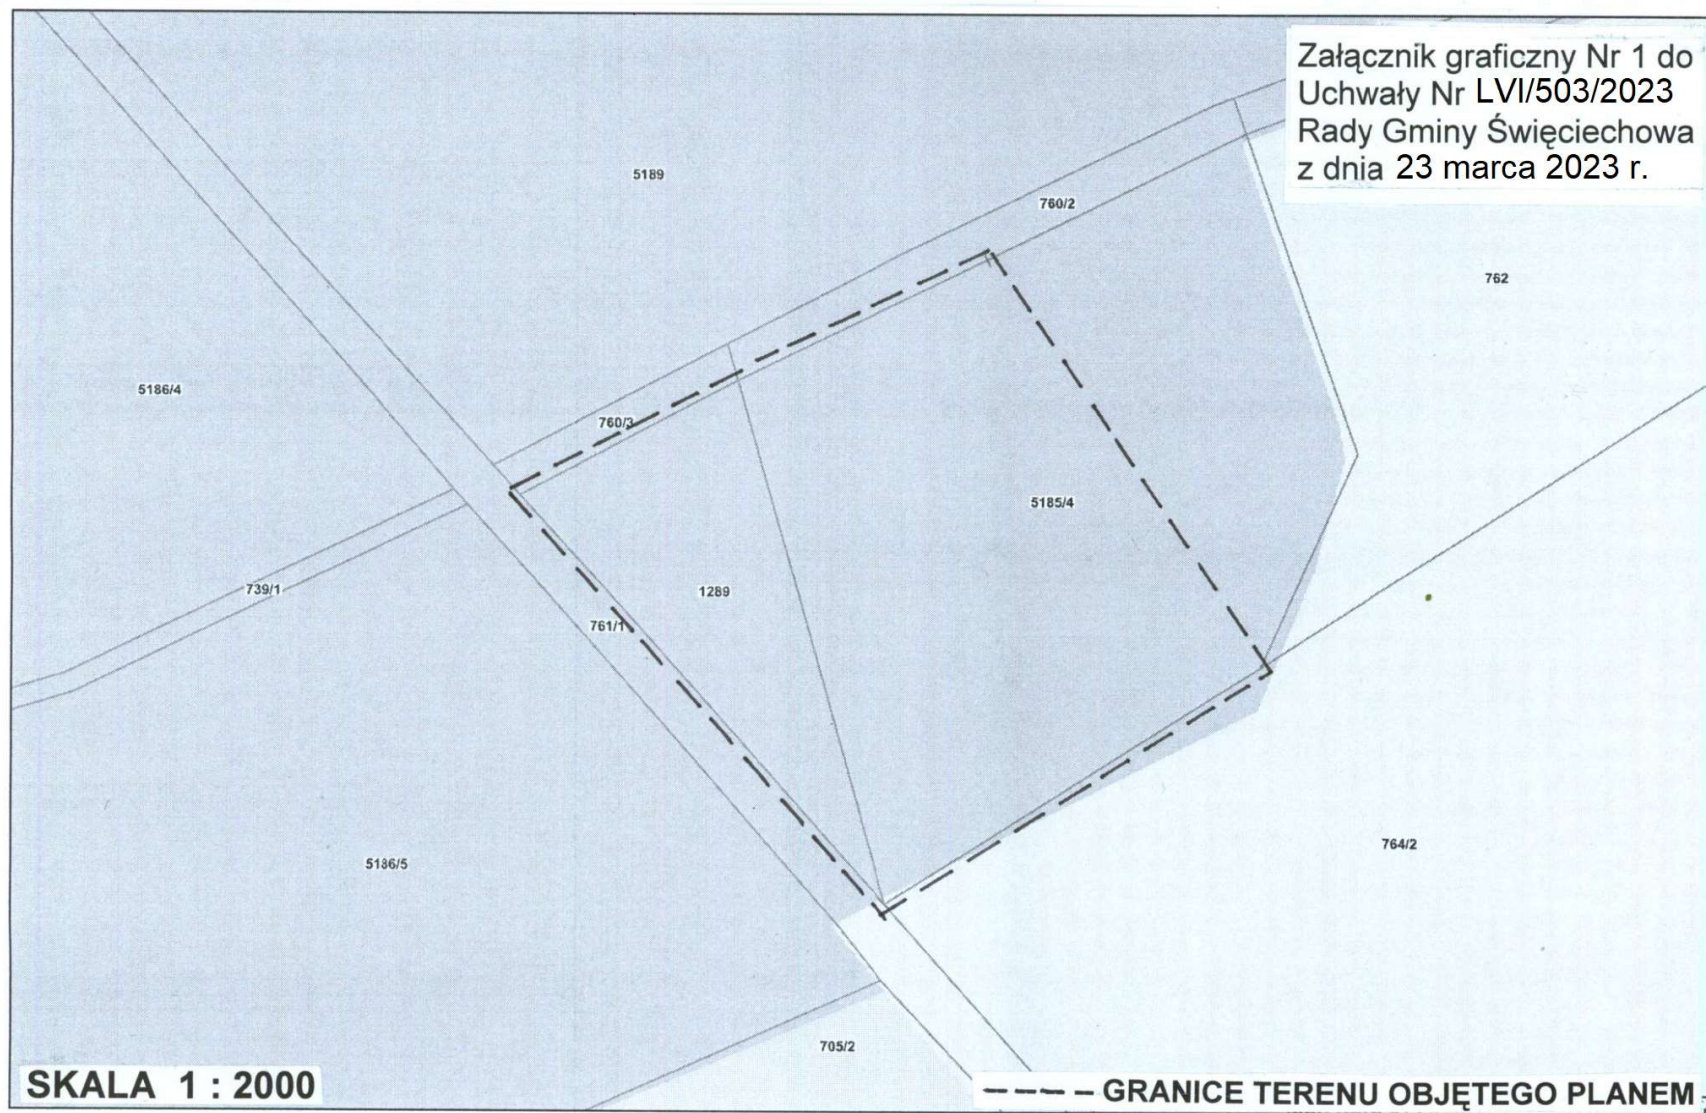 Załącznik graficzny Nr 1 do
Uchwały Nr LVI/503/2023
Rady Gminy Święciechowa
z dnia 23 marca 2023 r.
5189
760/2
762
5186/4
760/3
5185/4
739/1
1289
761/1
764/2
5186/5
705/2
SKALA 1 : 2000
GRANICE TERENU OBJĘTEGO PLANEM